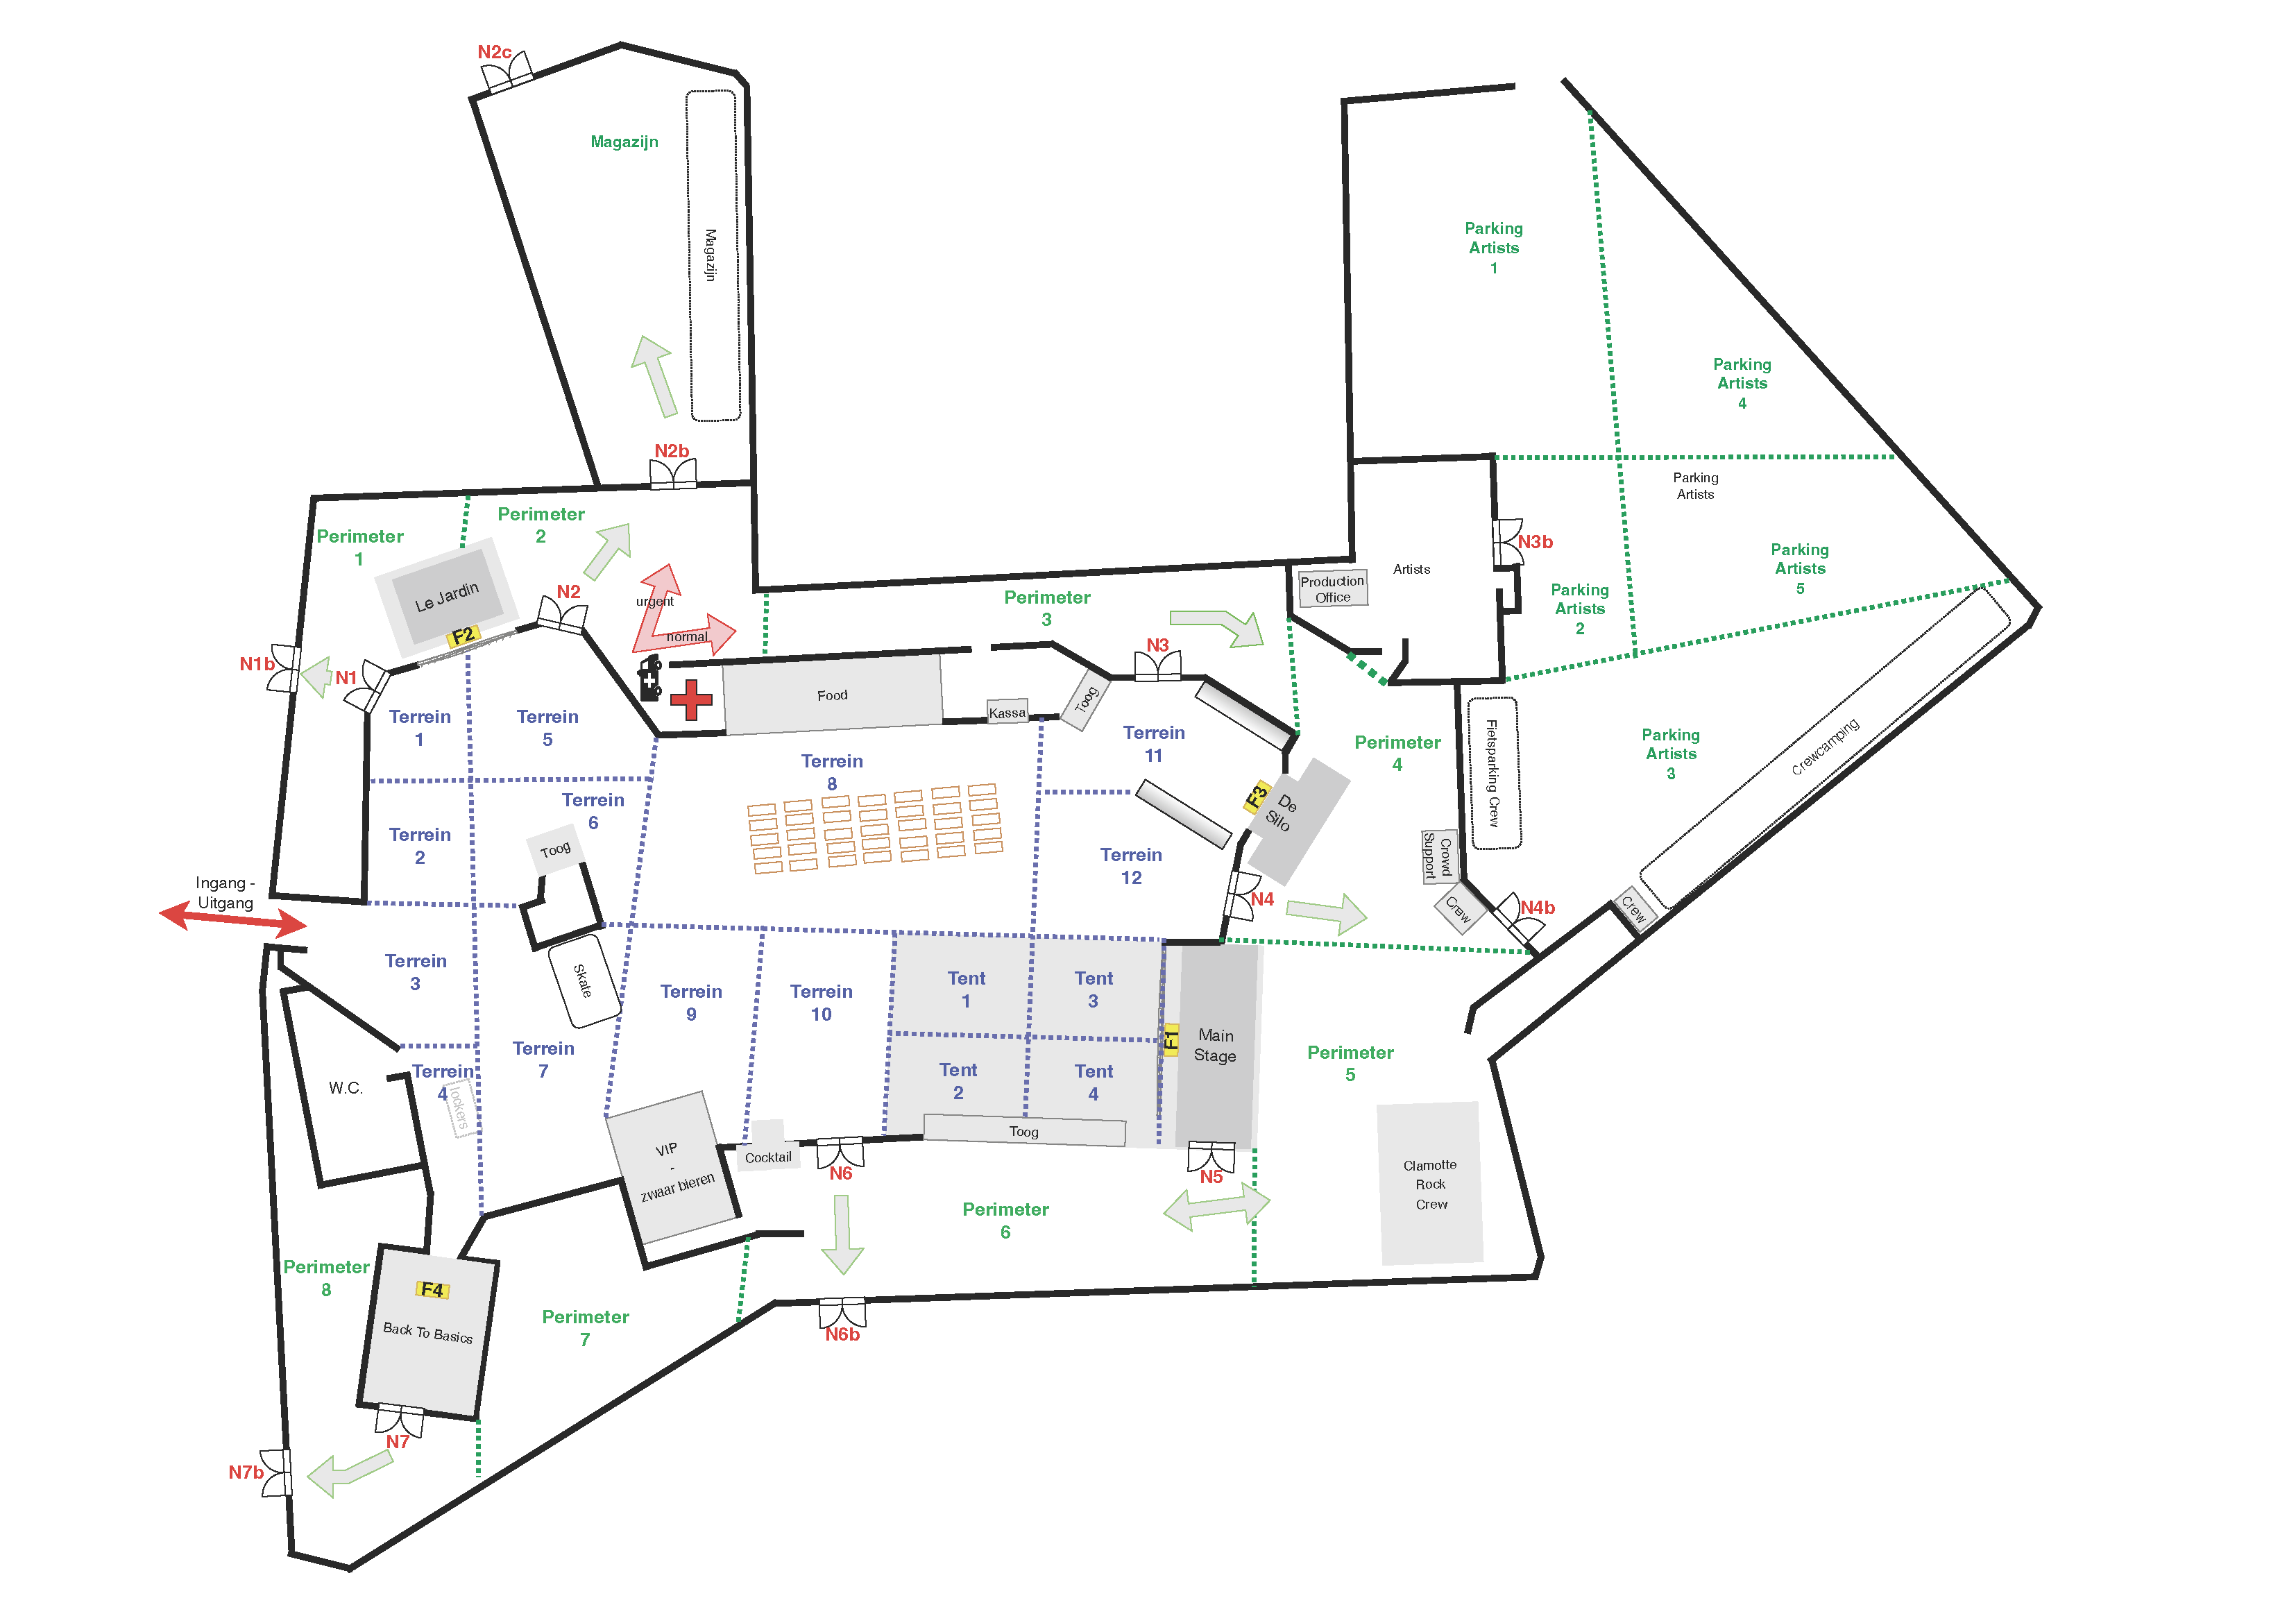 N2c
Magazijn
Magazijn
N2b
Parking
Artists
1
Parking
Artists
4
Parking
Artists
Parking
Artists
5
Parking
Artists
2
Parking
Artists
3
N3b
Artists
Production
Office
Perimeter
1
Perimeter
2
Le Jardin
F2
N2
N1b
N1
urgent
normal
Perimeter
3
N3
Food
Kassa
Toog
Terrein
1
Terrein
5
Terrein
8
Terrein
11
Perimeter
4
Fietsparking Crew
Crewcamping
Terrein
6
Terrein
2
Toog
Terrein
12
F3
De
Silo
Crowd
Support
Crew
Crew
N4
N4b
Ingang -
Uitgang
Terrein
3
Skate
Terrein
9
Terrein
10
Tent
1
Tent
3
F1
Main
Stage
Perimeter
5
Terrein
7
Terrein
4
lockers
W.C.
Tent
2
Tent
4
Toog
VIP
-
zwaar bieren
Cocktail
N6
N5
Clamotte
Rock
Crew
Perimeter
6
Perimeter
8
F4
Back To Basics
Perimeter
7
N6b
N7
N7b